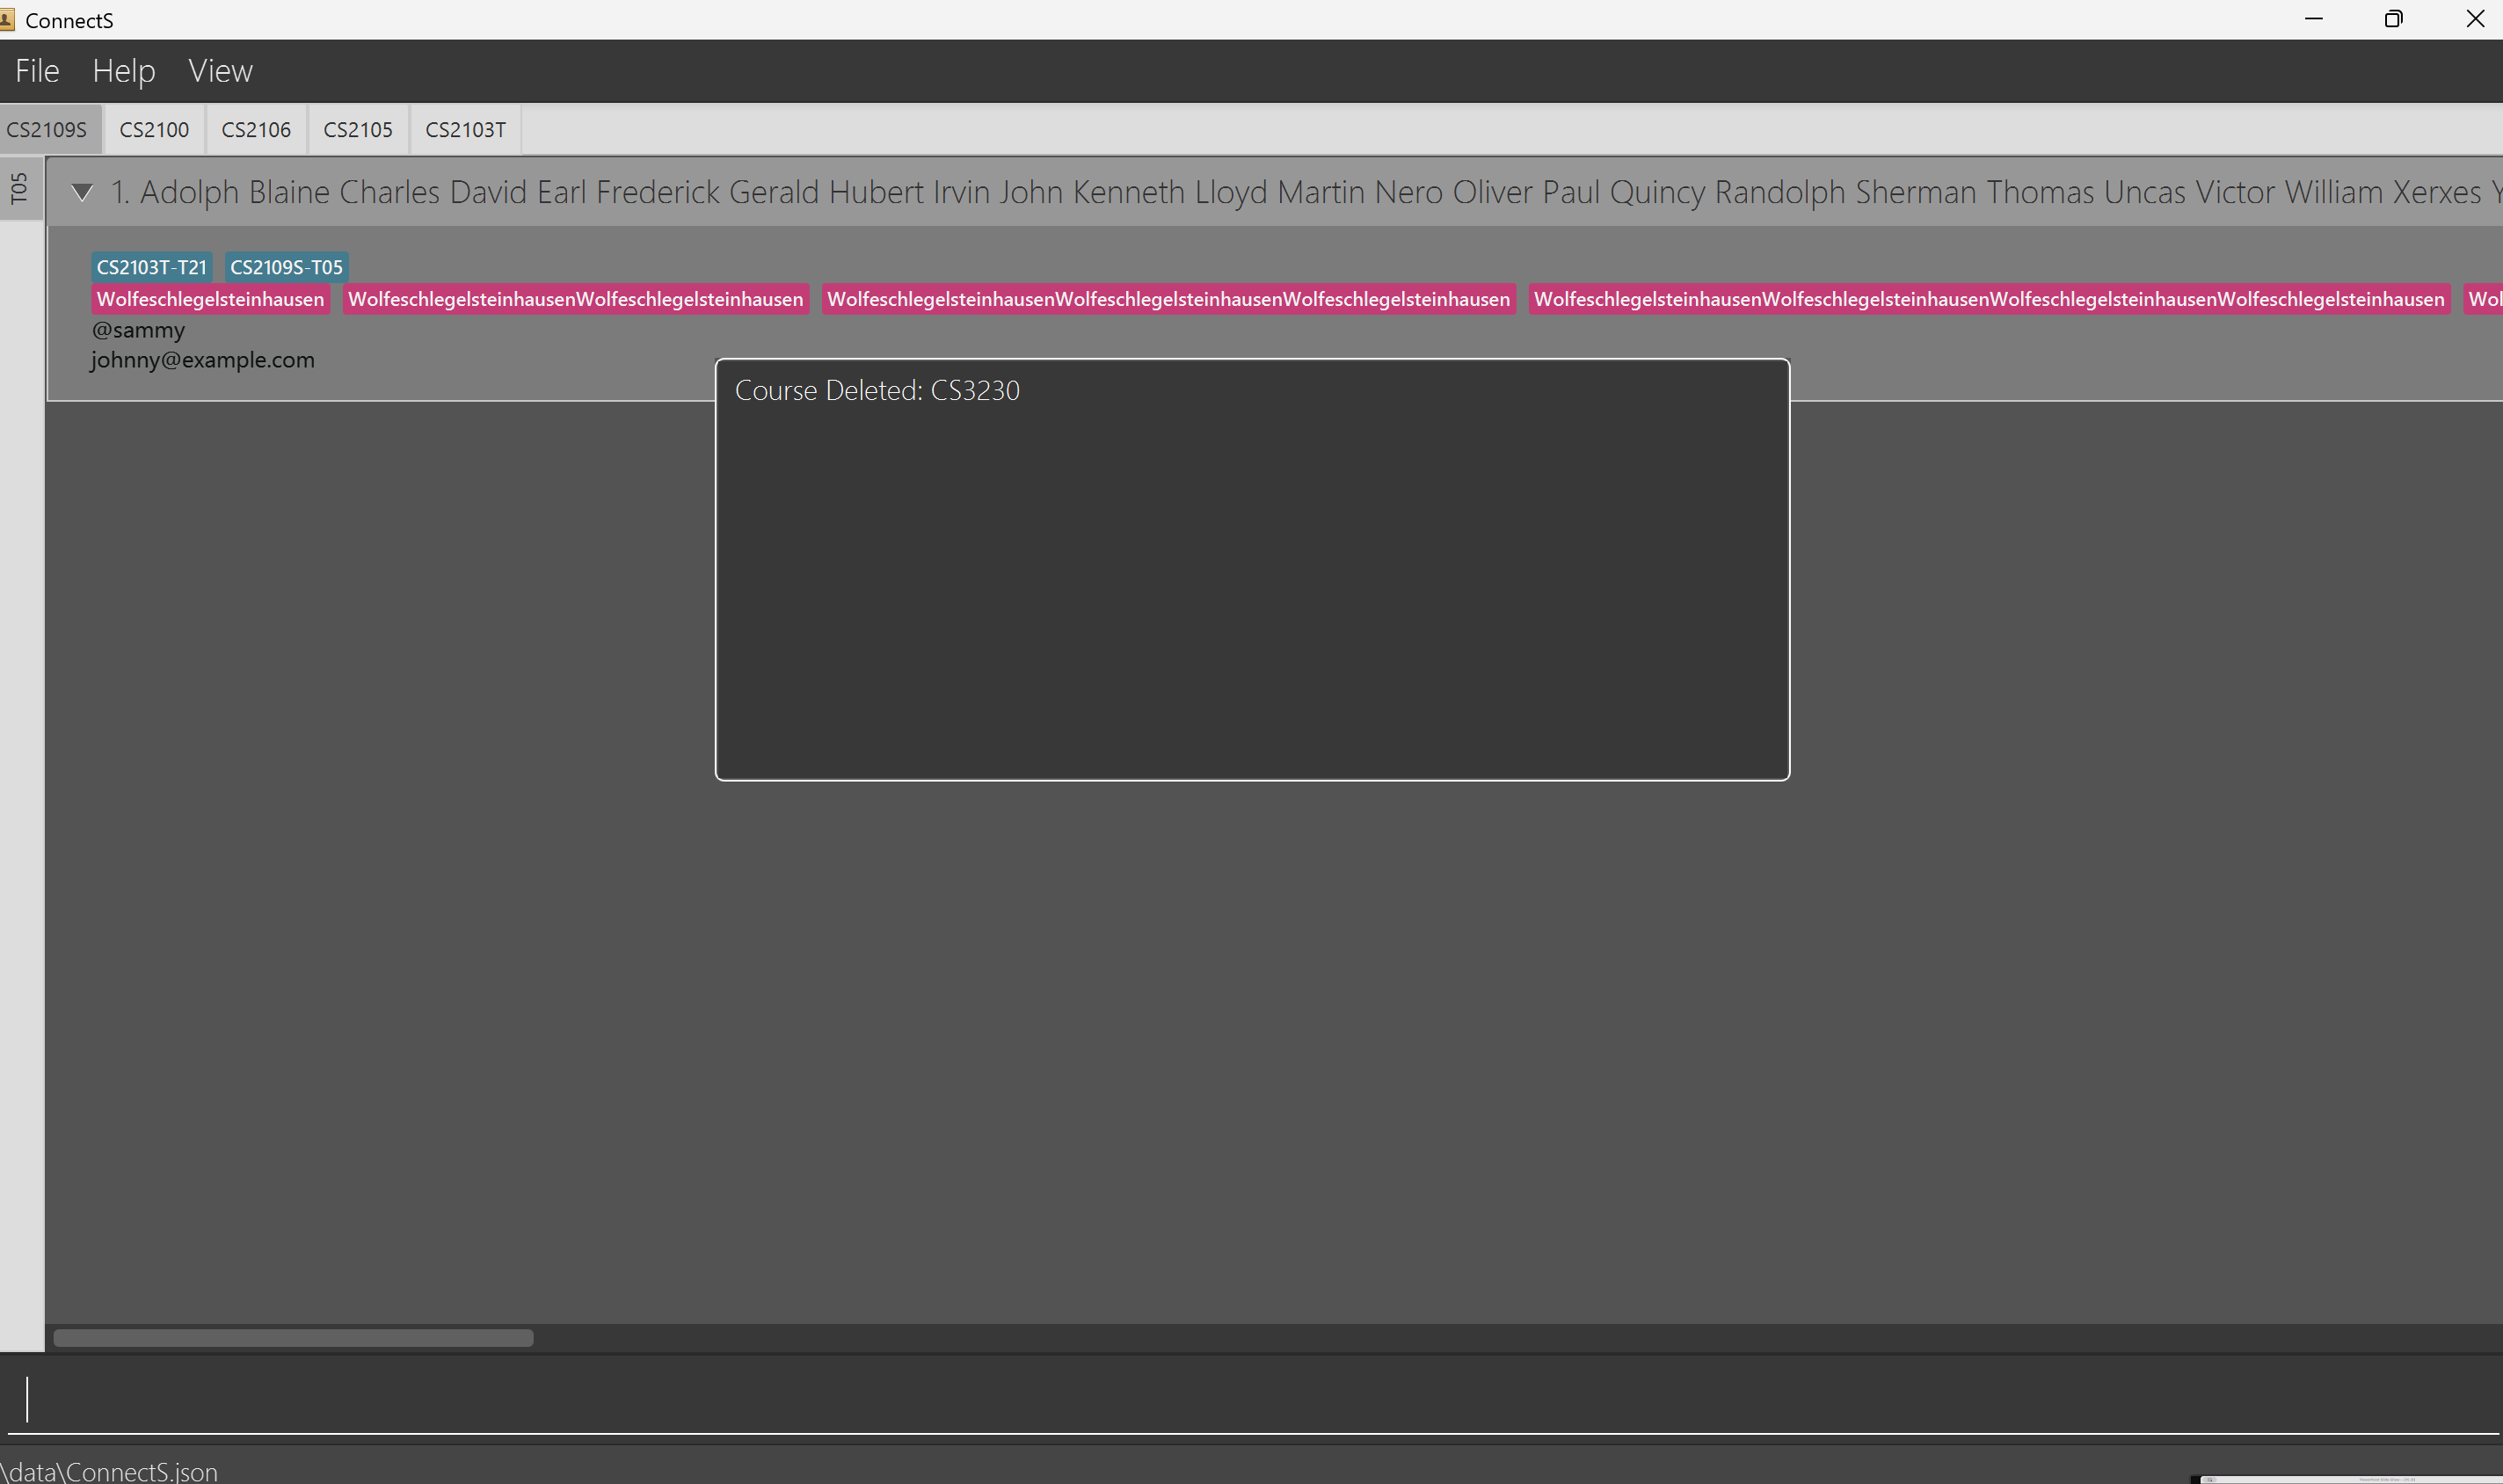 ConnectS
File Help View
CS2109S CS2100 CS2106 CS2105 CS2103T
T05
1. Adolph Blaine Charles David Earl Frederick Gerald Hubert Irvin John Kenneth Lloyd Martin Nero Oliver Paul Quincy Randolph Sherman Thomas Uncas Victor William Xerxes Y
CS2103T-T21 CS2109S-T05
Wolfeschlegelsteinhausen WolfeschlegelsteinhausenWolfeschlegelsteinhausen WolfeschlegelsteinhausenWolfeschlegelsteinhausenWolfeschlegelsteinhausen WolfeschlegelsteinhausenWolfeschlegelsteinhausenWolfeschlegelsteinhausenWolfeschlegelsteinhausen Wol
@sammy
johnny@example.com
Course Deleted: CS3230
\data\ConnectS.json